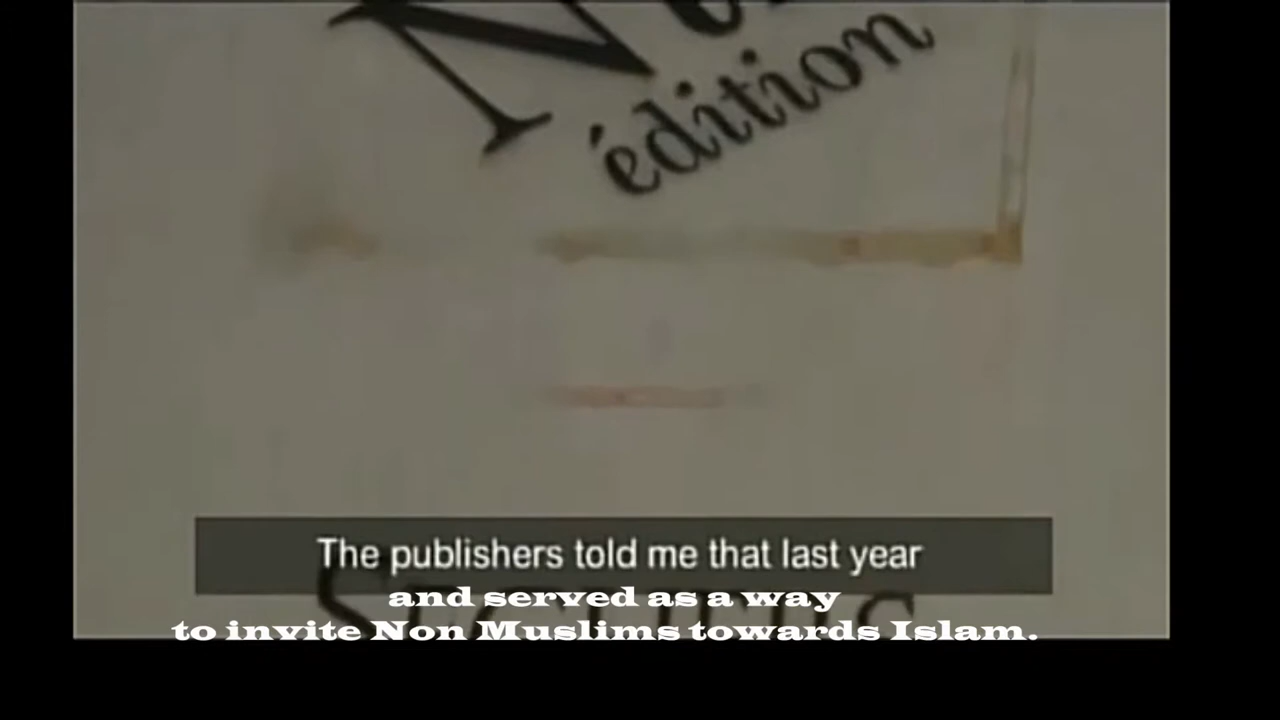 édition
The publishers told me that last year
and served as a way
to invite Non Muslims towards Islam.